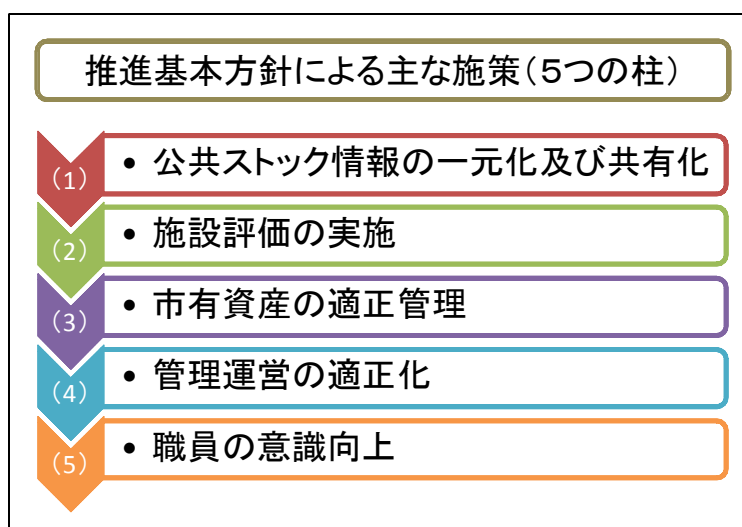 推進基本方針による主な施策(5つの柱)
(1) • 公共ストック情報の一元化及び共有化
(2) • 施設評価の実施
(3) • 市有資産の適正管理
(4) • 管理運営の適正化
(5) • 職員の意識向上